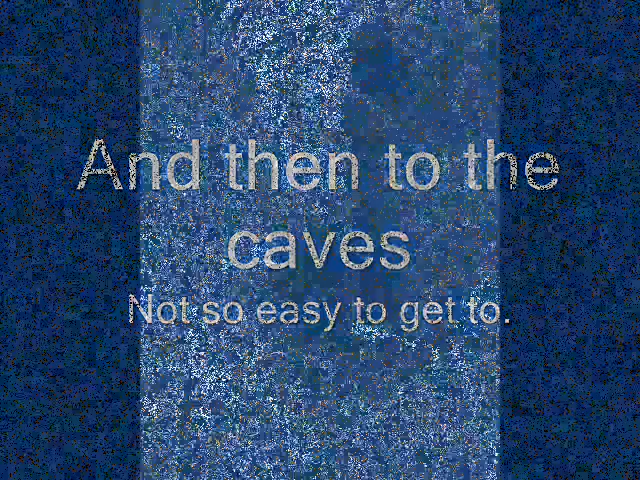 And then to the
caves
Not so easy to get to.